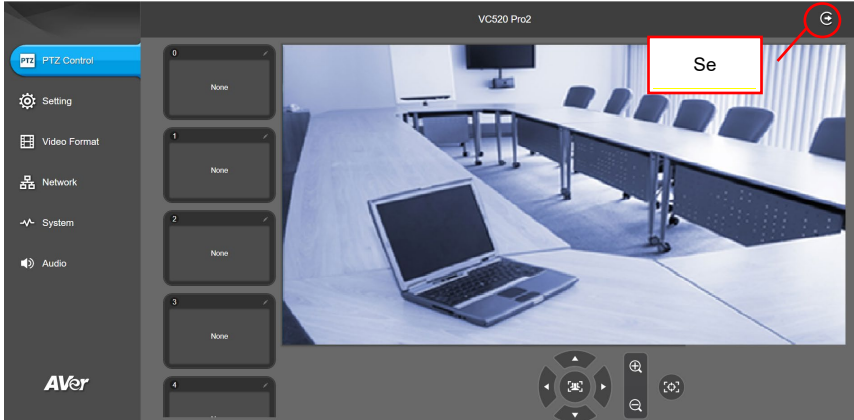 VC520 Pro2
PTZ PTZ Control
Setting
Video Format
Network
System
Audio
AVer
0
None
1
None
2
None
3
None
4
Se